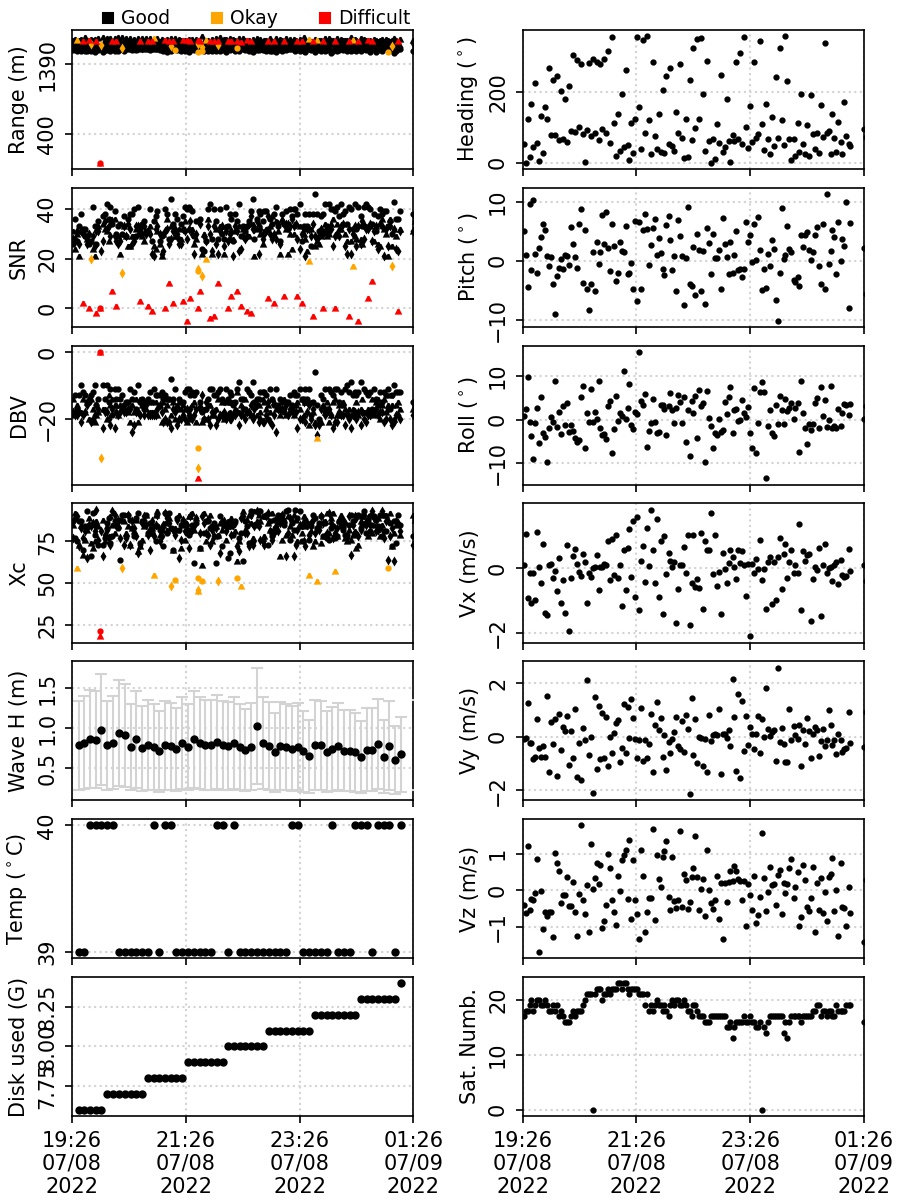 Good Okay Difficult
Range (m)
1390
400
Heading (°)
200
0
SNR
40
20
0
Pitch (°)
10
0
−10
DBV
0
−20
Roll (°)
10
0
−10
Xc
75
50
25
Vx (m/s)
0
−2
Wave H (m)
1.5
1.0
0.5
Vy (m/s)
2
0
−2
Temp (°C)
40
39
Vz (m/s)
1
0
−1
Disk used (G)
8.25
8.00
7.75
Sat. Numb.
20
10
0
19:26 21:26 23:26 01:26
07/08 07/08 07/08 07/09
2022 2022 2022 2022
19:26 21:26 23:26 01:26
07/08 07/08 07/08 07/09
2022 2022 2022 2022